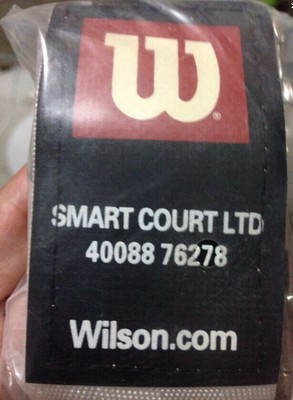 W
®
SMART COURT LTD
40088 76278
Wilson.com